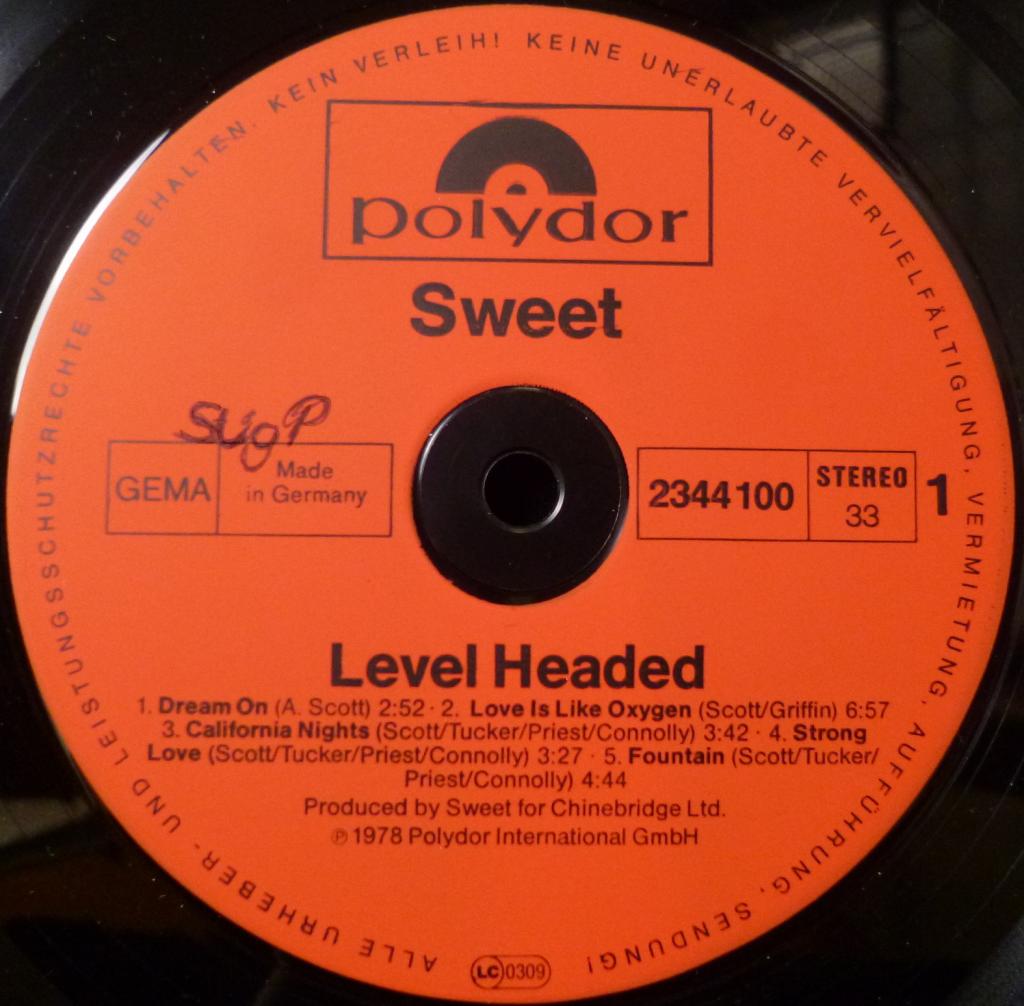 ALLE URHEBER- UND LEISTUNGSSCHUTZRECHTE VORBEHALTEN. KEIN VERLEIH! KEINE UNERLAUBTE VERVIELFÄLTIGUNG, VERMIETUNG, AUFFÜHRUNG, SENDUNG!
polydor
Sweet
SUgP
GEMA
Made
in Germany
2344 100
STEREO
33
1
Level Headed
1. Dream On (A. Scott) 2:52 · 2. Love Is Like Oxygen (Scott/Griffin) 6:57
3. California Nights (Scott/Tucker/Priest/Connolly) 3:42 · 4. Strong
Love (Scott/Tucker/Priest/Connolly) 3:27 · 5. Fountain (Scott/Tucker/
Priest/Connolly) 4:44
Produced by Sweet for Chinebridge Ltd.
℗ 1978 Polydor International GmbH
LC 0309